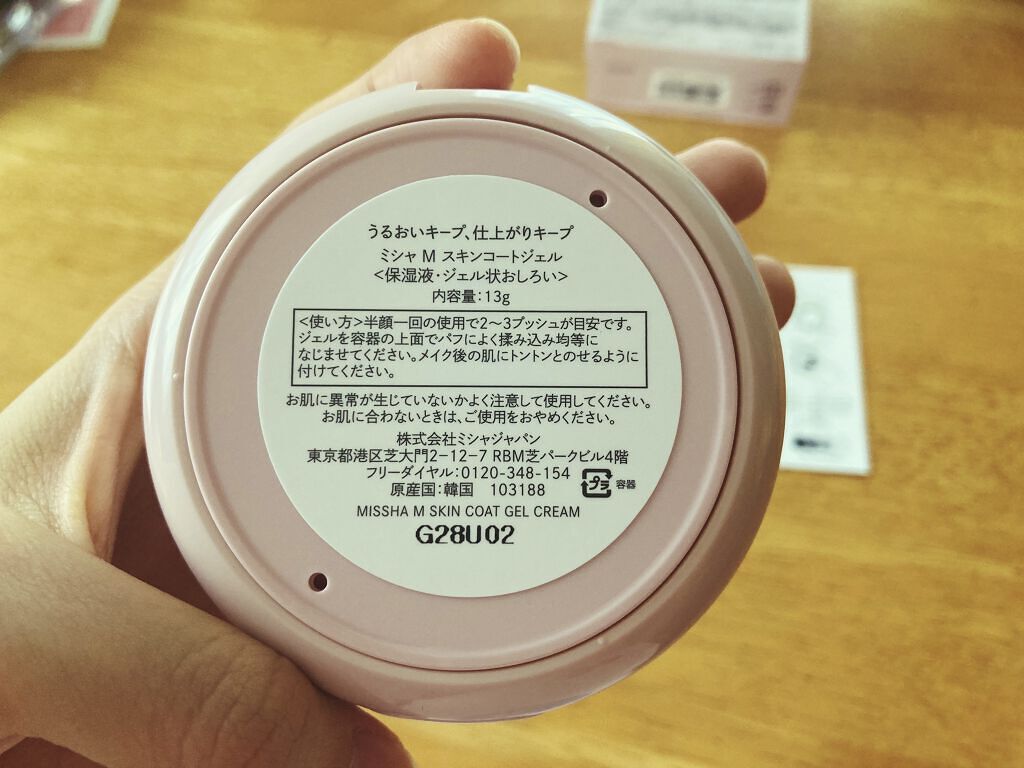 うるおいキープ、仕上がりキープ
ミシャ M スキンコートジェル
<保湿液・ジェル状おしろい>
内容量:13g
<使い方>半顔一回の使用で2〜3プッシュが目安です。
ジェルを容器の上面でパフによく揉み込み均等に
なじませてください。メイク後の肌にトントンとのせるように
付けてください。
お肌に異常が生じていないかよく注意して使用してください。
お肌に合わないときは、ご使用をおやめください。
株式会社ミシャジャパン
東京都港区芝大門2-12-7 RBM芝パークビル4階
フリーダイヤル:0120-348-154
プラ 容器
原産国:韓国 103188
MISSHA M SKIN COAT GEL CREAM
G28U02